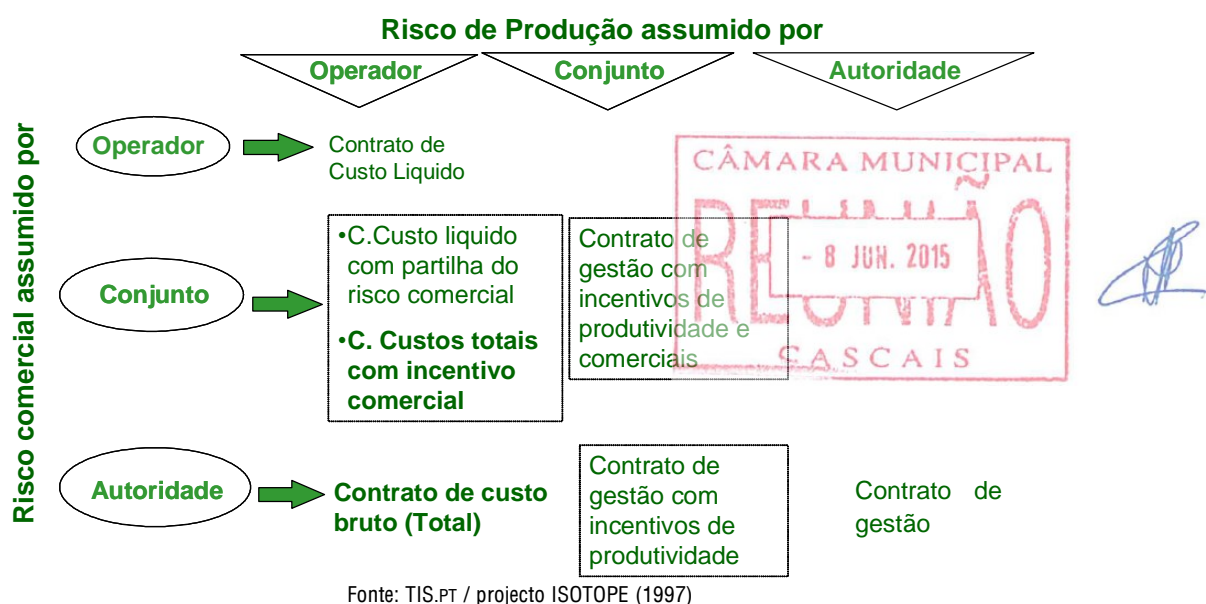 Risco de Produção assumido por
Operador
Conjunto
Autoridade
Risco comercial assumido por
Operador
Contrato de
Custo Liquido
CÂMARA MUNICIPAL
REUNIÃO
- 8 JUN. 2015
CASCAIS
Conjunto
•C.Custo liquido
com partilha do
risco comercial
•C. Custos totais
com incentivo
comercial
Contrato de
gestão com
incentivos de
produtividade e
comerciais
Autoridade
Contrato de custo
bruto (Total)
Contrato de
gestão com
incentivos de
produtividade
Contrato de
gestão
Fonte: TIS.PT / projecto ISOTOPE (1997)